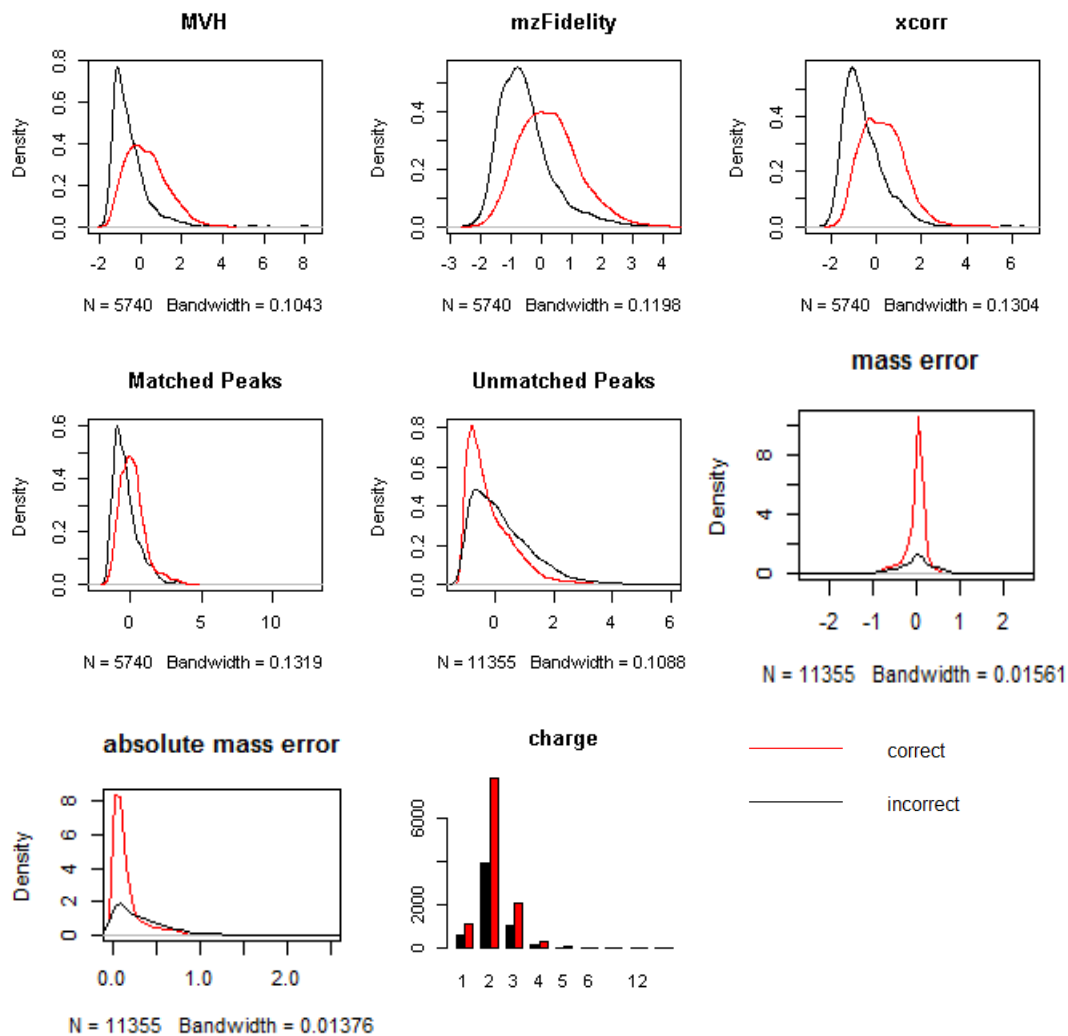 MVH
Density
0.0 0.2 0.4 0.6 0.8
-2 0 2 4 6 8
N = 5740 Bandwidth = 0.1043
mzFidelity
Density
0.0 0.2 0.4
-3 -2 -1 0 1 2 3 4
N = 5740 Bandwidth = 0.1198
xcorr
Density
0.0 0.2 0.4
-2 0 2 4 6
N = 5740 Bandwidth = 0.1304
Matched Peaks
Density
0.0 0.2 0.4 0.6
0 5 10
N = 5740 Bandwidth = 0.1319
Unmatched Peaks
Density
0.0 0.2 0.4 0.6 0.8
0 2 4 6
N = 11355 Bandwidth = 0.1088
mass error
Density
0 4 8
-2 -1 0 1 2
N = 11355 Bandwidth = 0.01561
absolute mass error
Density
0 2 4 6 8
0.0 1.0 2.0
N = 11355 Bandwidth = 0.01376
charge
0 2000 6000
1 2 3 4 5 6 12
correct
incorrect